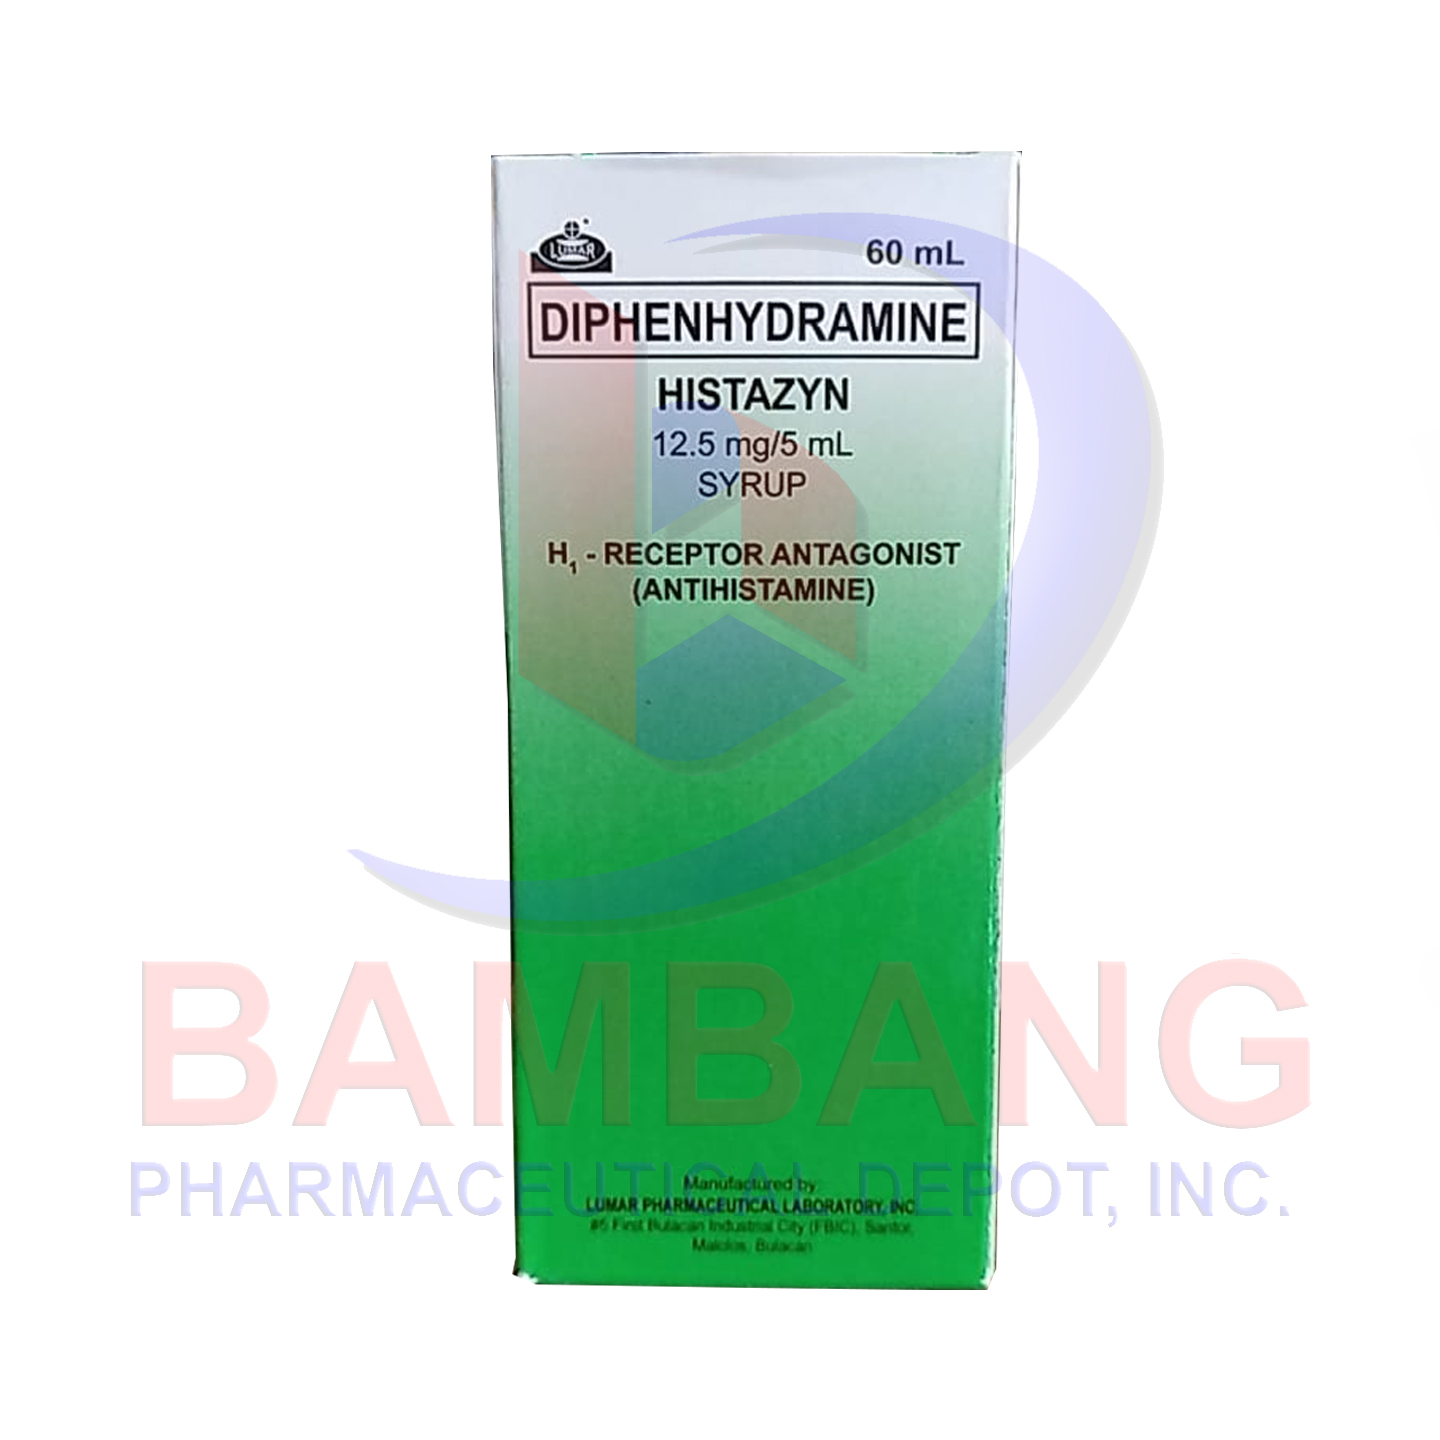 LUMAR
60 mL
DIPHENHYDRAMINE
HISTAZYN
12.5 mg/5 mL
SYRUP
H₁ - RECEPTOR ANTAGONIST
(ANTIHISTAMINE)
BAMBANG
PHARMACEUTICAL DEPOT, INC.
Manufactured by:
LUMAR PHARMACEUTICAL LABORATORY, INC.
#5 First Bulacan Industrial City (FBIC), Santor,
Malolos, Bulacan